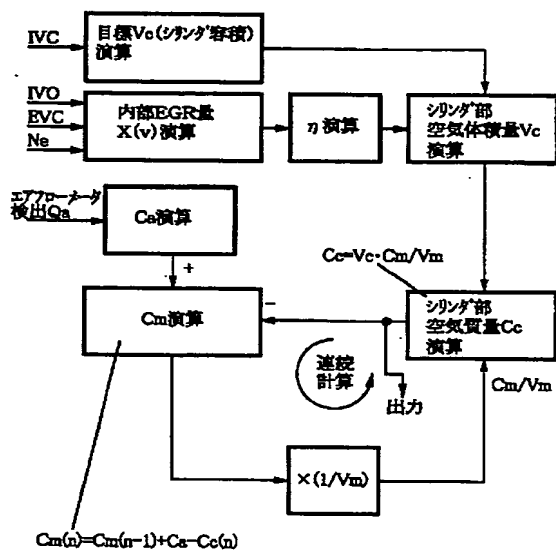 IVC
目標Vc(シリンダ容積)
演算
IVO
EVC
Ne
内部EGR量
X(v)演算
η演算
シリンダ部
空気体積量Vc
演算
エアフローメータ
検出Qa
Ca演算
+
Cc=Vc・Cm/Vm
Cm演算
−
シリンダ部
空気質量Cc
演算
連続
計算
出力
Cm/Vm
×(1/Vm)
Cm(n)=Cm(n-1)+Ca-Cc(n)